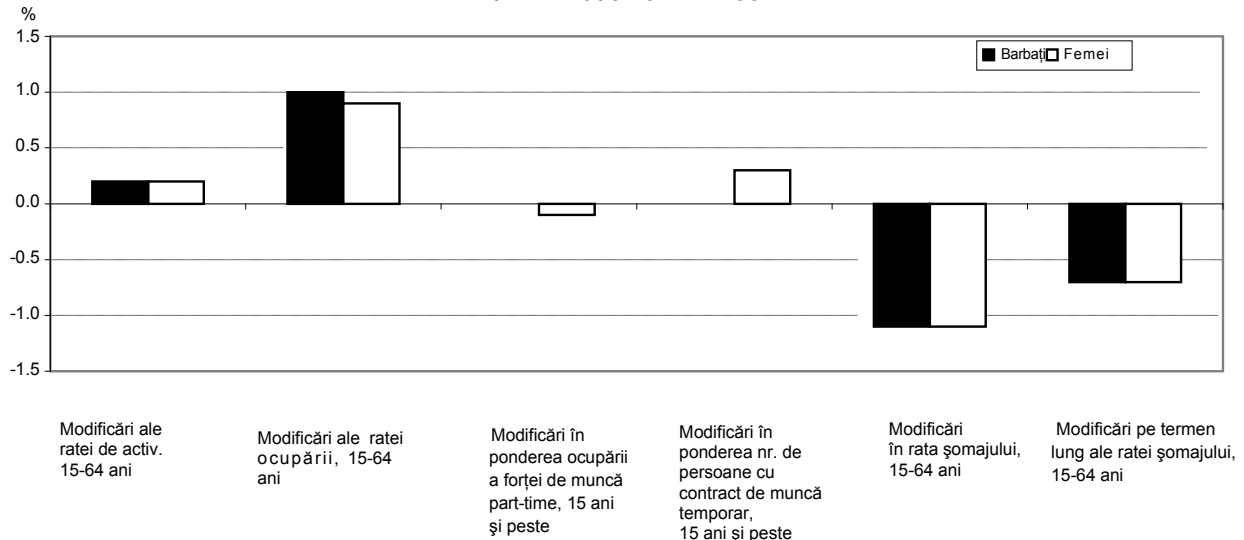 %
1.5
Barbați Femei
1.0
0.5
0.0
-0.5
-1.0
-1.5
Modificări ale
ratei de activ.
15-64 ani
Modificări ale ratei
ocupării, 15-64
ani
Modificări în
ponderea ocupării
a forței de muncă
part-time, 15 ani
şi peste
Modificări în
ponderea nr. de
persoane cu
contract de muncă
temporar,
15 ani și peste
Modificări
în rata şomajului,
15-64 ani
Modificări pe termen
lung ale ratei şomajului,
15-64 ani